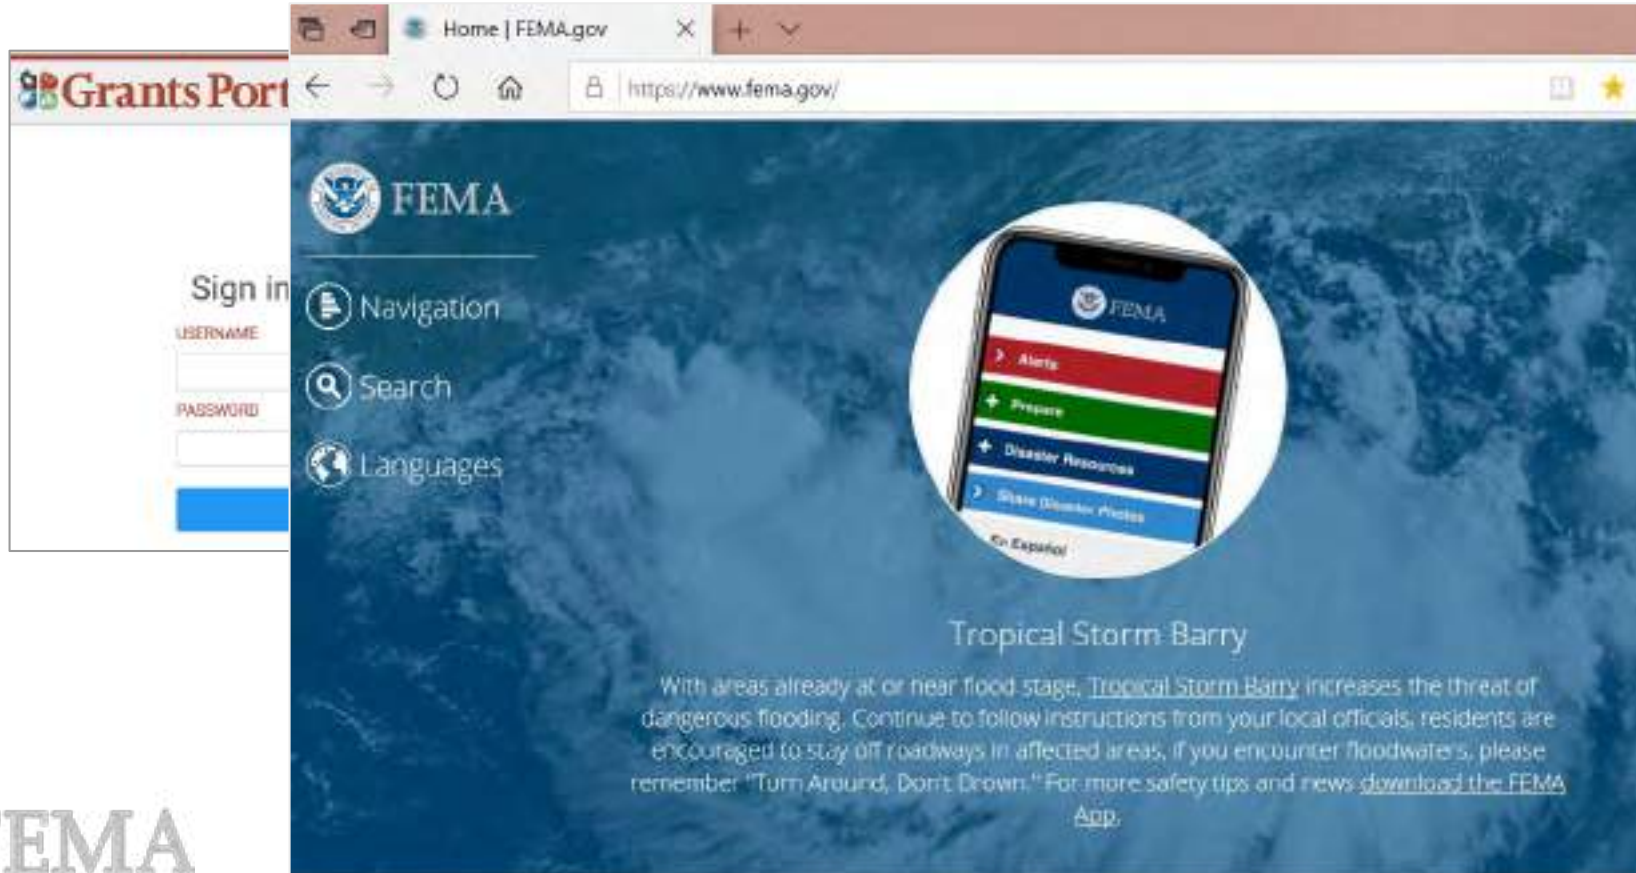 Home | FEMA.gov
Grants Port
https://www.fema.gov/
FEMA
Sign in
USERNAME
PASSWORD
Navigation
Search
Languages
FEMA
Alerts
Prepare
Disaster Resources
Share Disaster Photos
En Español
Tropical Storm Barry
With areas already at or near flood stage, Tropical Storm Barry increases the threat of
dangerous flooding. Continue to follow instructions from your local officials, residents are
encouraged to stay off roadways in affected areas, if you encounter floodwaters, please
remember "Turn Around, Don't Drown." For more safety tips and news download the FEMA
App.
EMA